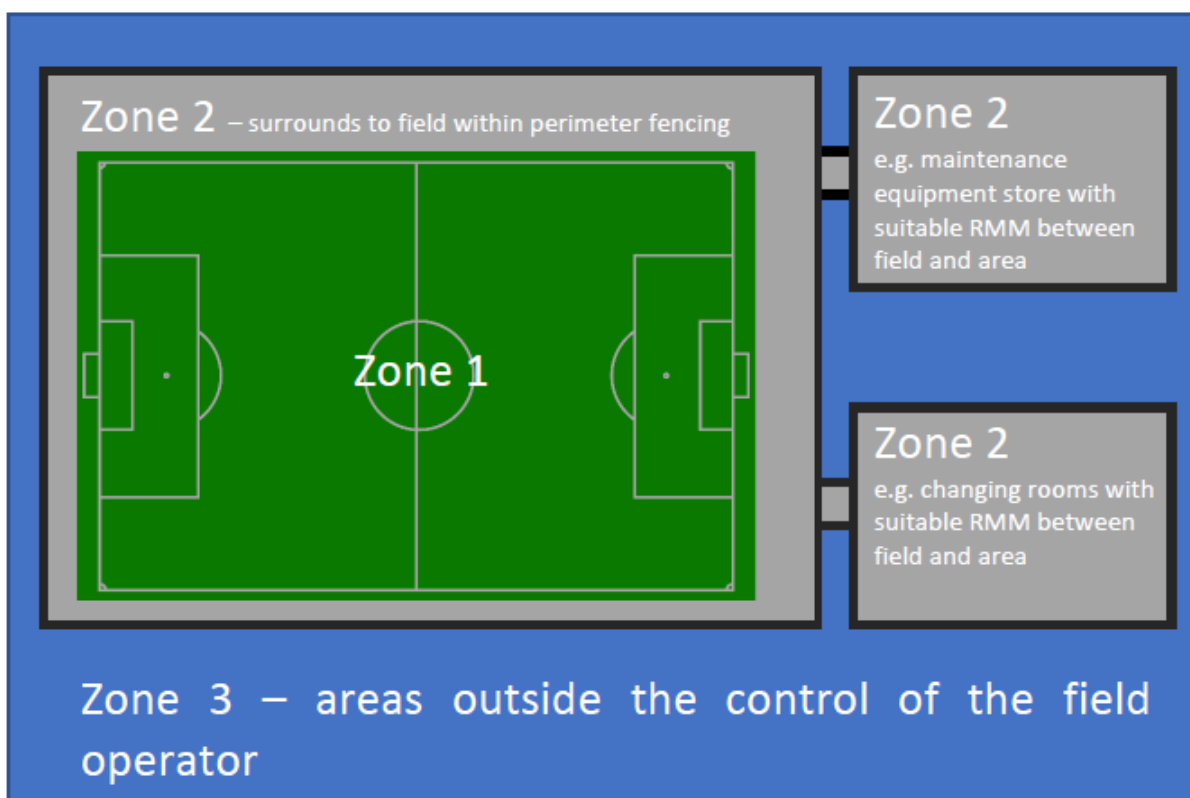 Zone 2 – surrounds to field within perimeter fencing
Zone 1
Zone 2
e.g. maintenance
equipment store with
suitable RMM between
field and area
Zone 2
e.g. changing rooms with
suitable RMM between
field and area
Zone 3 – areas outside the control of the field
operator